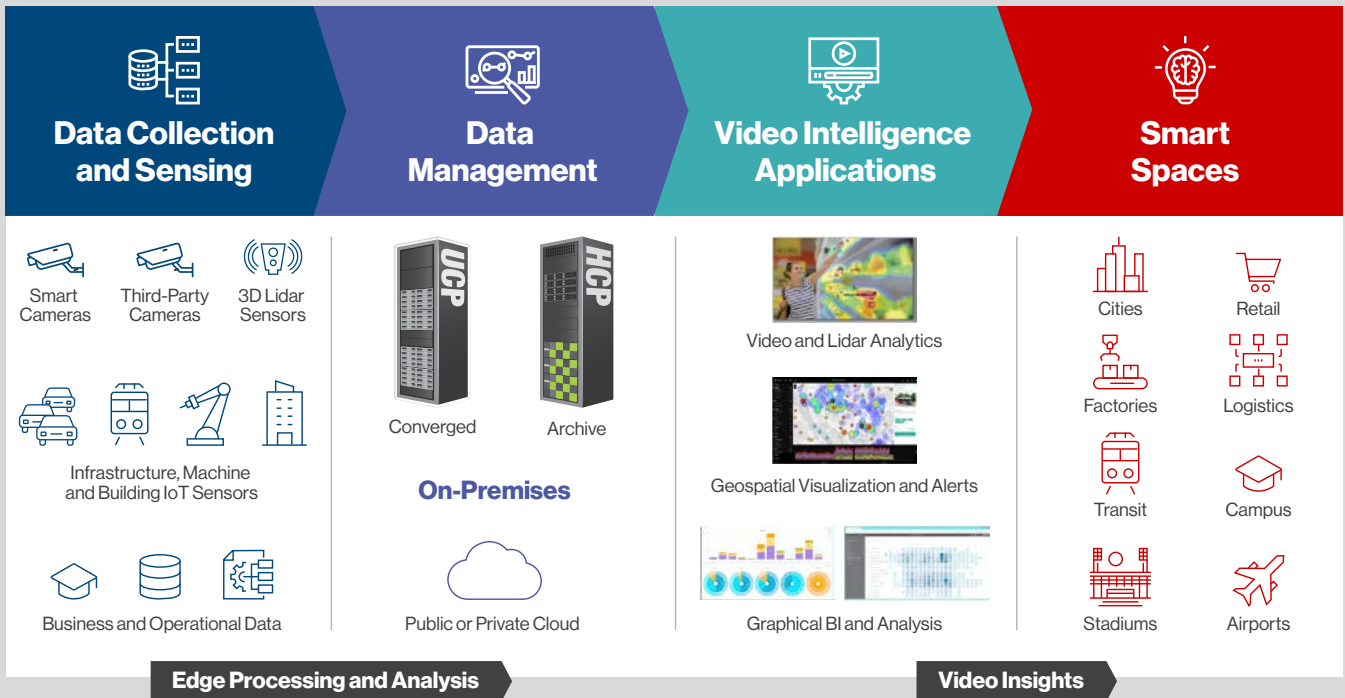 Data Collection
and Sensing
Data
Management
Video Intelligence
Applications
Smart
Spaces
Smart
Cameras
Third-Party
Cameras
3D Lidar
Sensors
Infrastructure, Machine
and Building IoT Sensors
Business and Operational Data
UCP
HCP
Converged
Archive
On-Premises
Public or Private Cloud
Video and Lidar Analytics
Geospatial Visualization and Alerts
Graphical BI and Analysis
Cities
Retail
Factories
Logistics
Transit
Campus
Stadiums
Airports
Edge Processing and Analysis
Video Insights